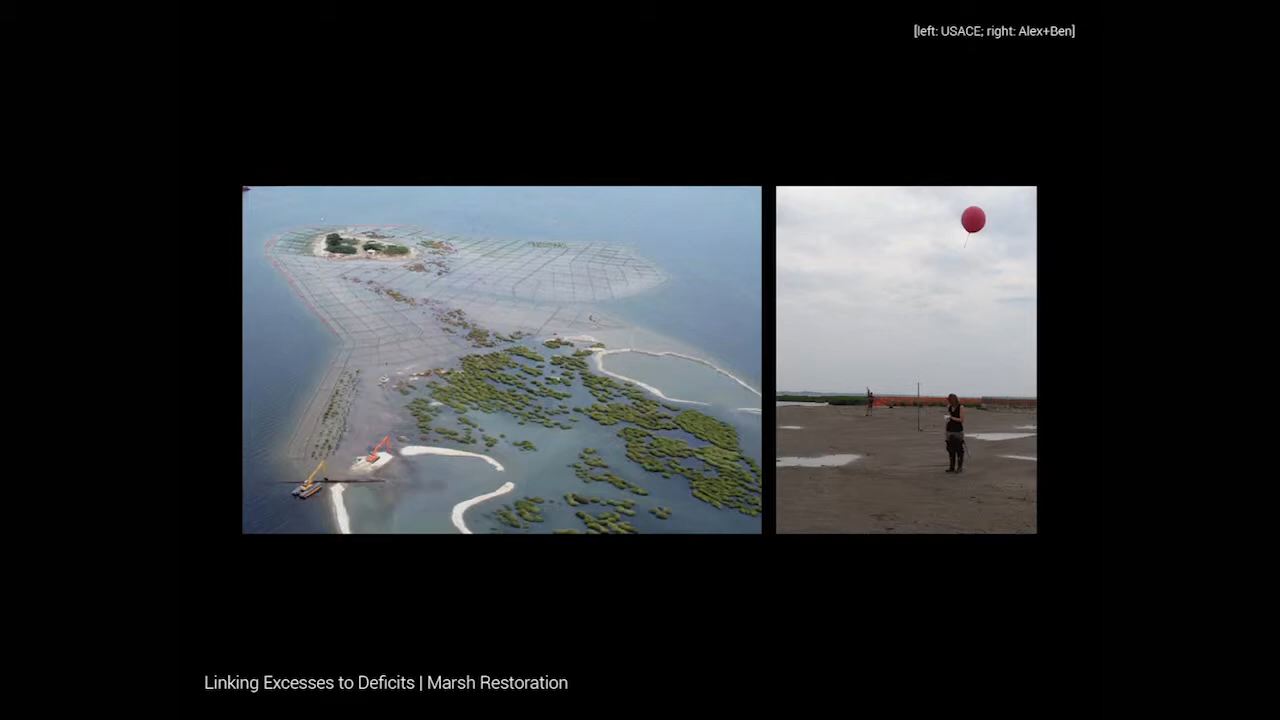 [left: USACE; right: Alex+Ben]
Linking Excesses to Deficits | Marsh Restoration